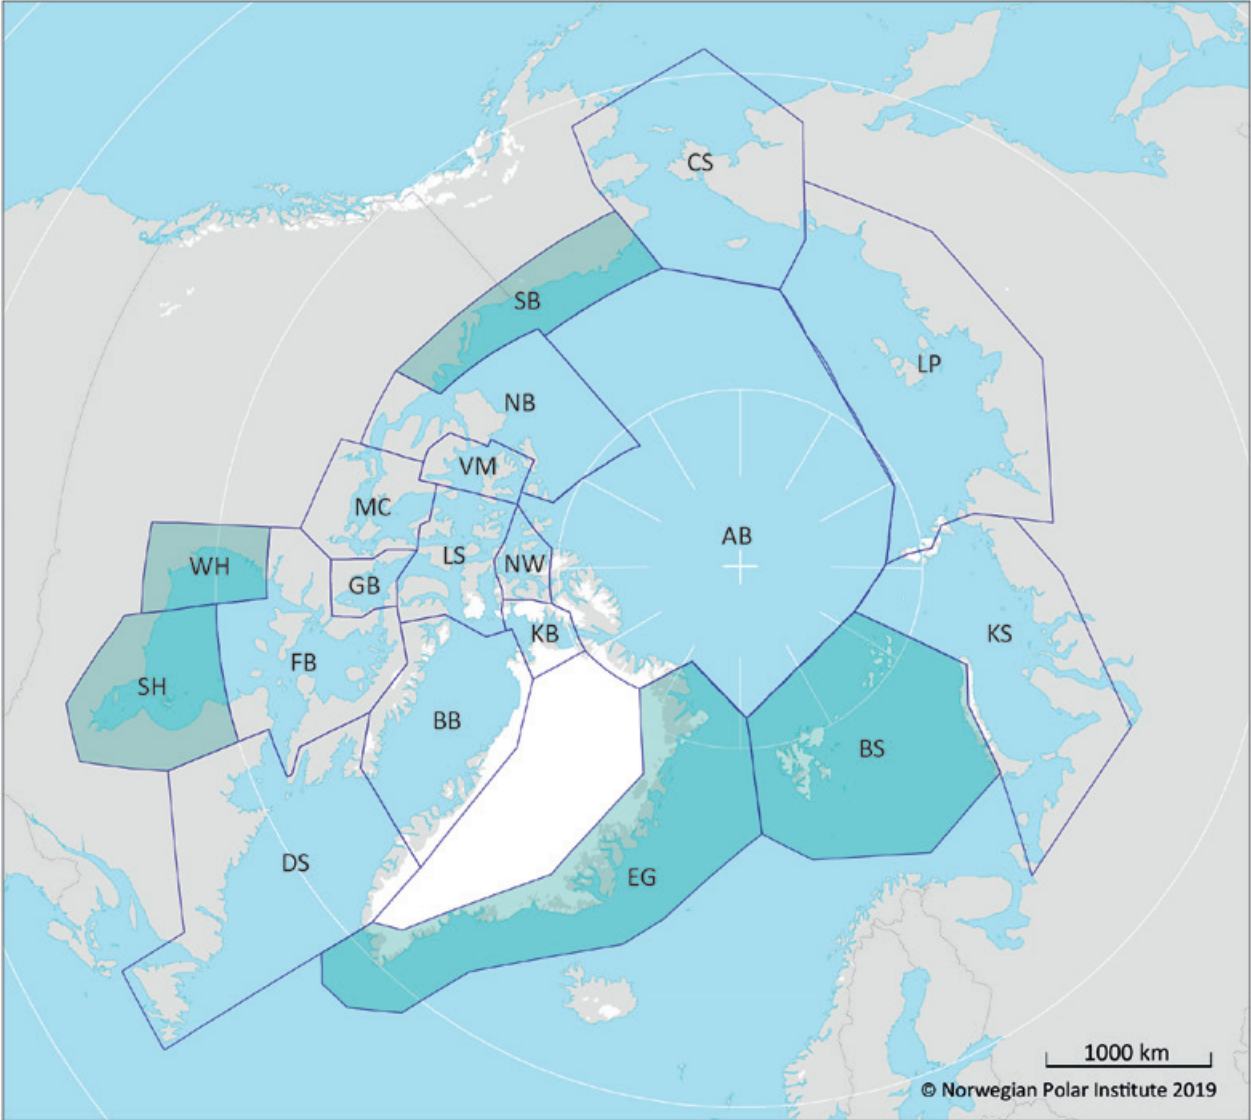 CS
SB
LP
NB
VM
MC
AB
LS
NW
WH
GB
KB
KS
FB
SH
BB
BS
DS
EG
1000 km
© Norwegian Polar Institute 2019